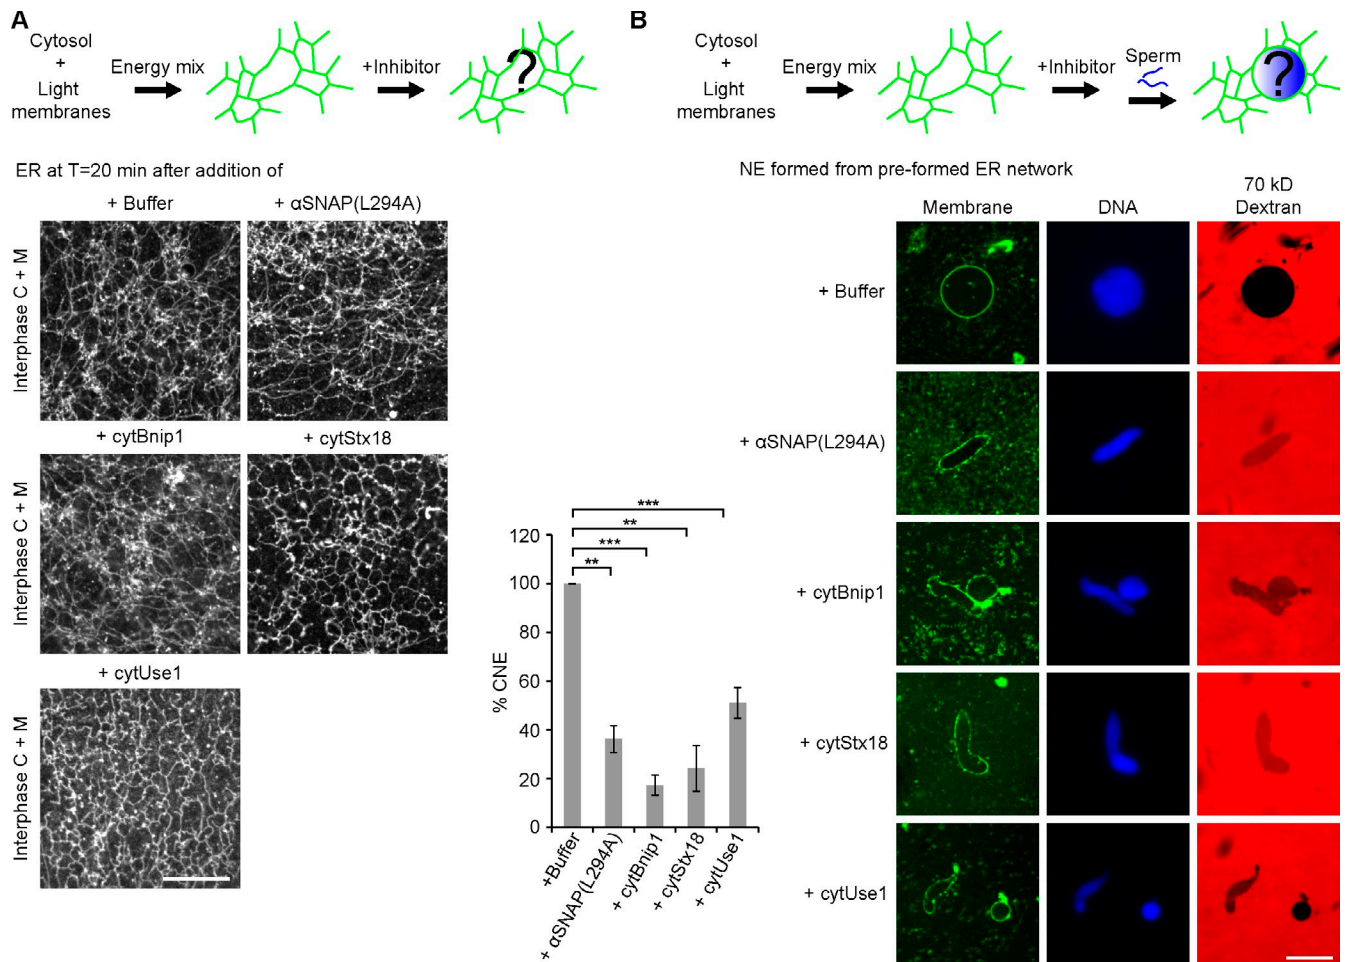 A
Cytosol
+
Light
membranes
Energy mix
+Inhibitor
?
ER at T=20 min after addition of
+ Buffer
+ αSNAP(L294A)
Interphase C + M
+ cytBnip1
+ cytStx18
Interphase C + M
+ cytUse1
Interphase C + M
% CNE
120
100
80
60
40
20
0
***
**
***
**
+Buffer
+ αSNAP(L294A)
+ cytBnip1
+ cytStx18
+ cytUse1
B
Cytosol
+
Light
membranes
Energy mix
+Inhibitor
Sperm
?
NE formed from pre-formed ER network
Membrane
DNA
70 kD
Dextran
+ Buffer
+ αSNAP(L294A)
+ cytBnip1
+ cytStx18
+ cytUse1